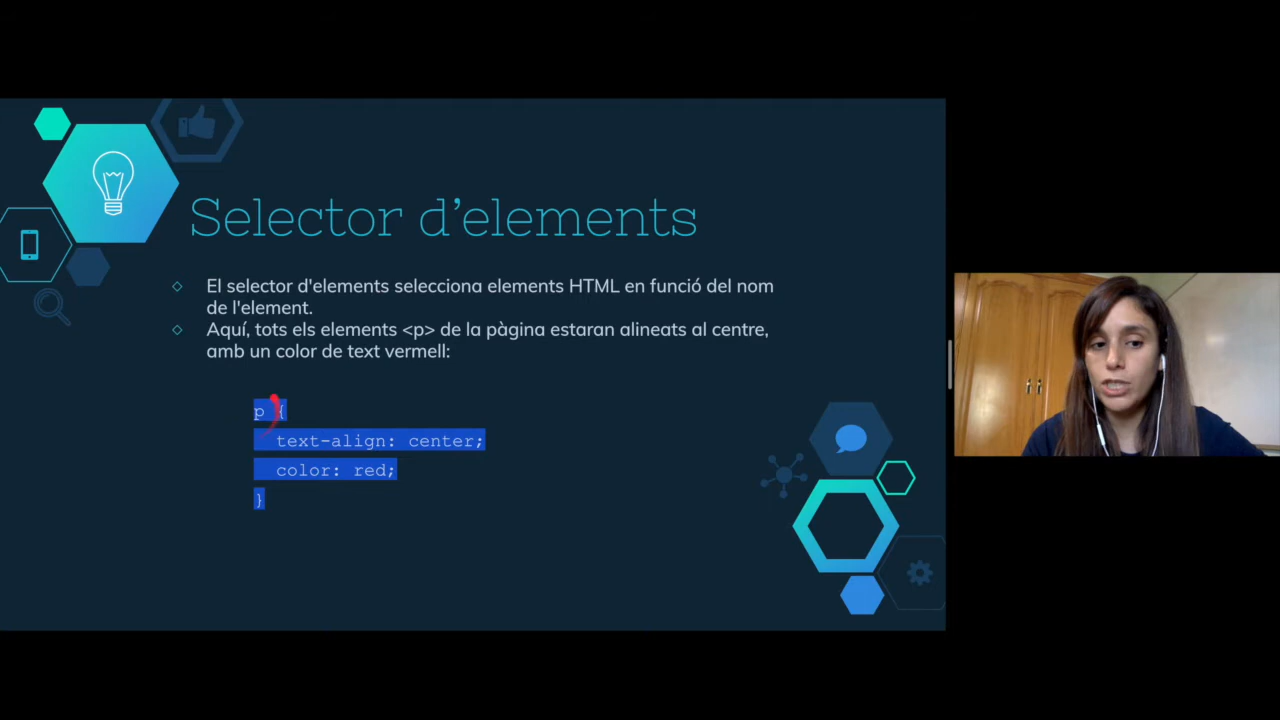 Selector d’elements
El selector d'elements selecciona elements HTML en funció del nom
de l'element.
Aquí, tots els elements <p> de la pàgina estaran alineats al centre,
amb un color de text vermell:
p {
text-align: center;
color: red;
}